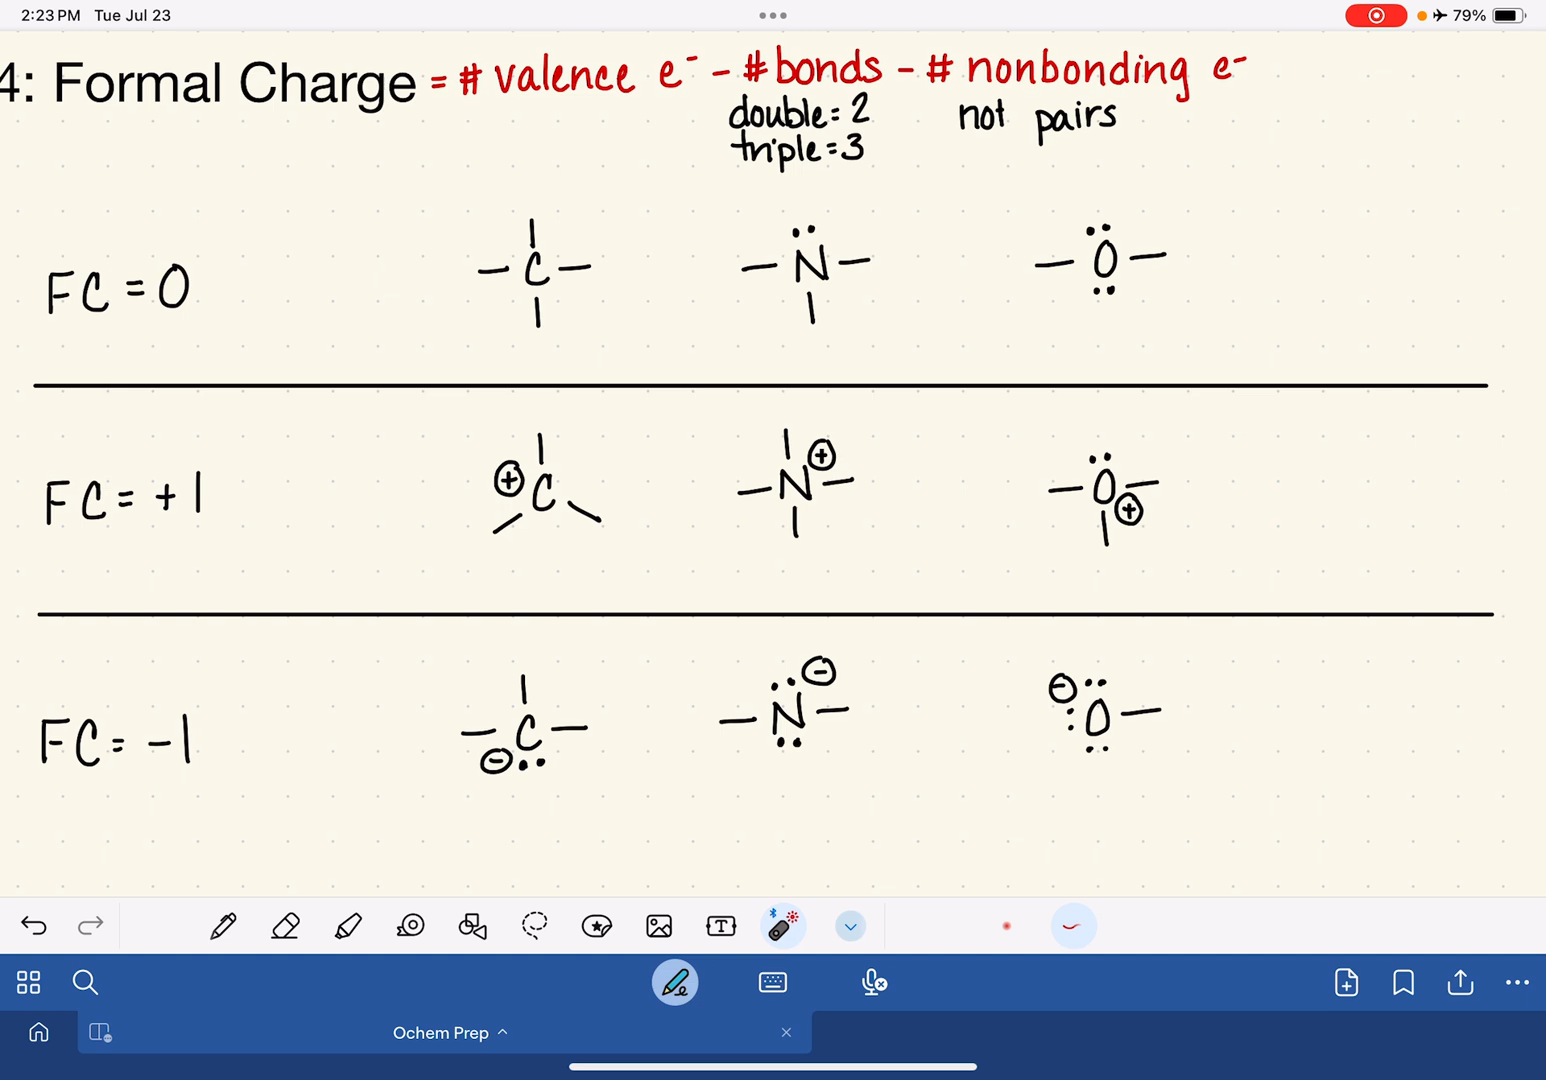 2:23 PM Tue Jul 23
79%
4: Formal Charge = # valence e⁻ - # bonds - # nonbonding e⁻
double = 2 not pairs
triple = 3
FC = 0 C N O
FC = +1 ⊕ C N ⊕ O ⊕
FC = -1 C ⊖ N ⊖ ⊖ O
T
Ochem Prep